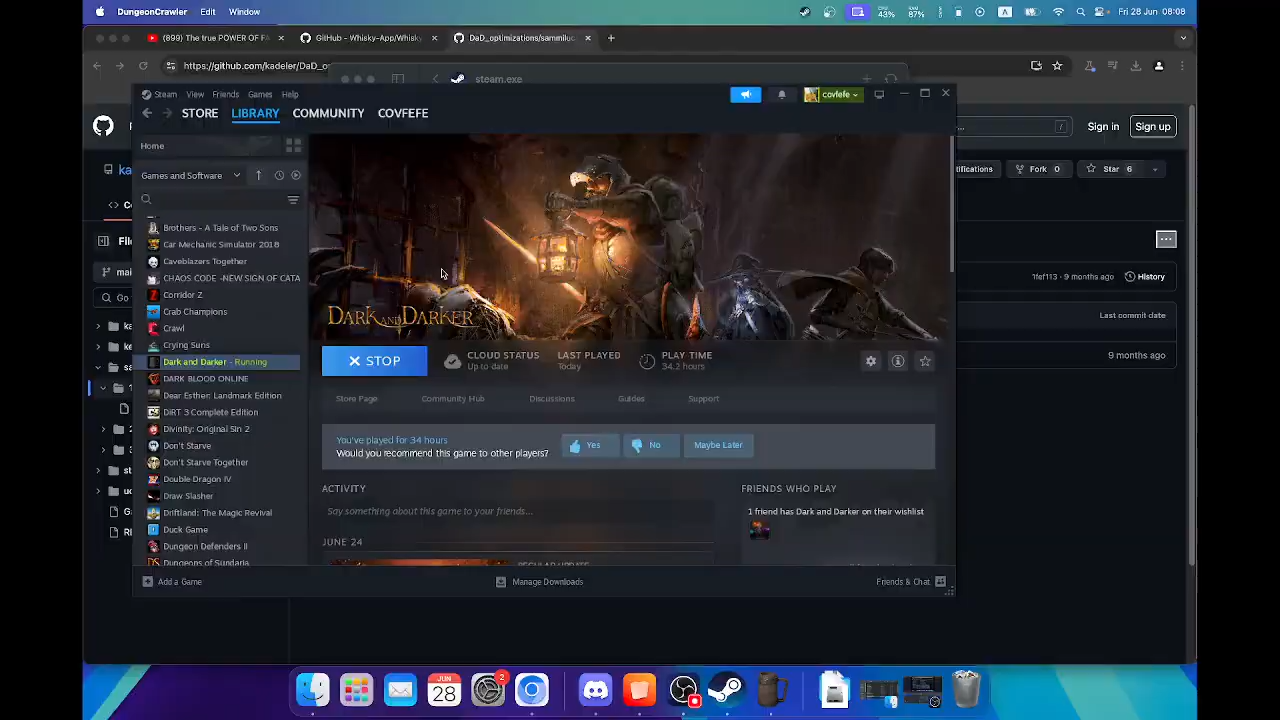 DungeonCrawler Edit Window
43% 87% A Fri 28 Jun 08:08
(899) The true POWER OF FA
GitHub - Whisky-App/Whisky
DaD_optimizations/sammiluc
https://github.com/kadeler/DaD_o
steam.exe
Steam View Friends Games Help
covfefe
STORE LIBRARY COMMUNITY COVFEFE
Sign in Sign up
Home
Games and Software
ka
tifications
Fork 0
Star 6
Brothers - A Tale of Two Sons
Car Mechanic Simulator 2018
Caveblazers Together
CHAOS CODE -NEW SIGN OF CATA
Corridor Z
Crab Champions
Crawl
Crying Suns
Dark and Darker - Running
DARK BLOOD ONLINE
Dear Esther: Landmark Edition
DiRT 3 Complete Edition
Divinity: Original Sin 2
Don't Starve
Don't Starve Together
Double Dragon IV
Draw Slasher
Driftland: The Magic Revival
Duck Game
Dungeon Defenders II
Dungeons of Sundaria
File
mai
Go
1fef113 · 9 months ago
History
Last commit date
9 months ago
DARK AND DARKER
STOP
CLOUD STATUS
Up to date
LAST PLAYED
Today
PLAY TIME
34.2 hours
Store Page Community Hub Discussions Guides Support
You've played for 34 hours
Would you recommend this game to other players?
Yes No Maybe Later
ACTIVITY
Say something about this game to your friends...
JUNE 24
REGULAR UPDATE
FRIENDS WHO PLAY
1 friend has Dark and Darker on their wishlist
Add a Game
Manage Downloads
Friends & Chat
JUN
28
2